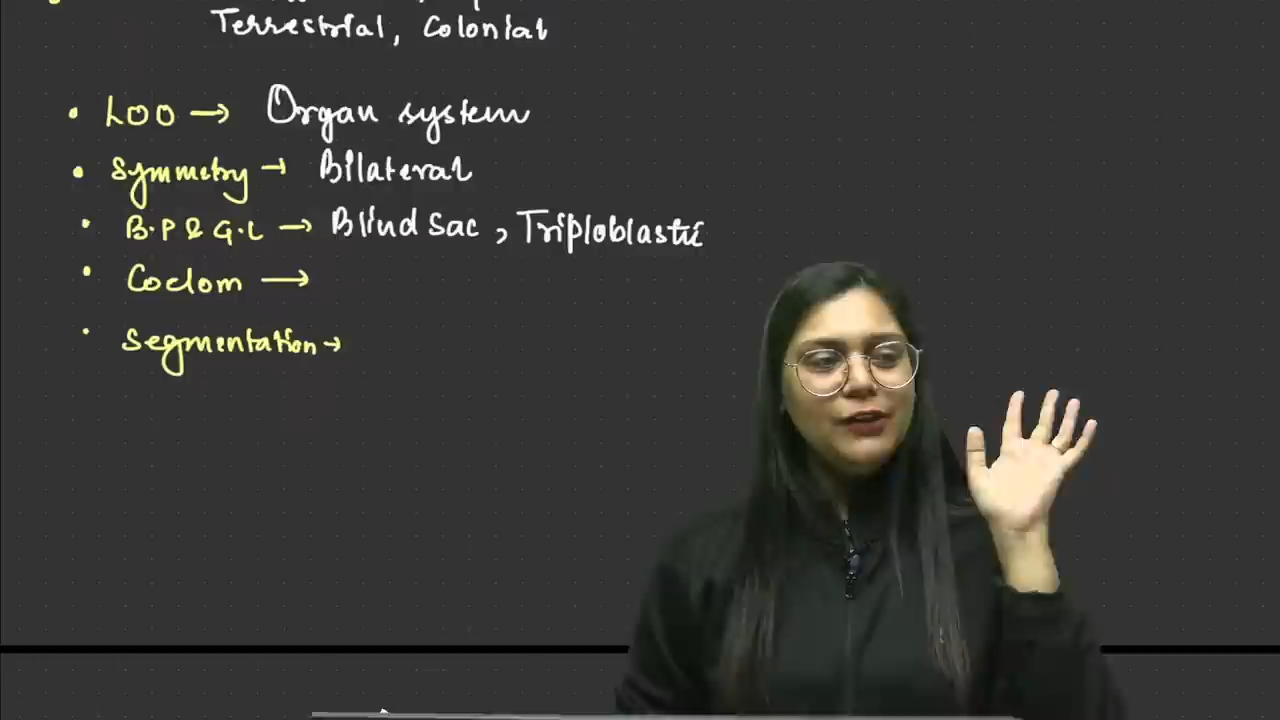 Terrestrial, Colonial
• LOO → Organ system
• Symmetry → Bilateral
• B.P & G.L → Blind Sac, Triploblastic
• Coelom →
• Segmentation →